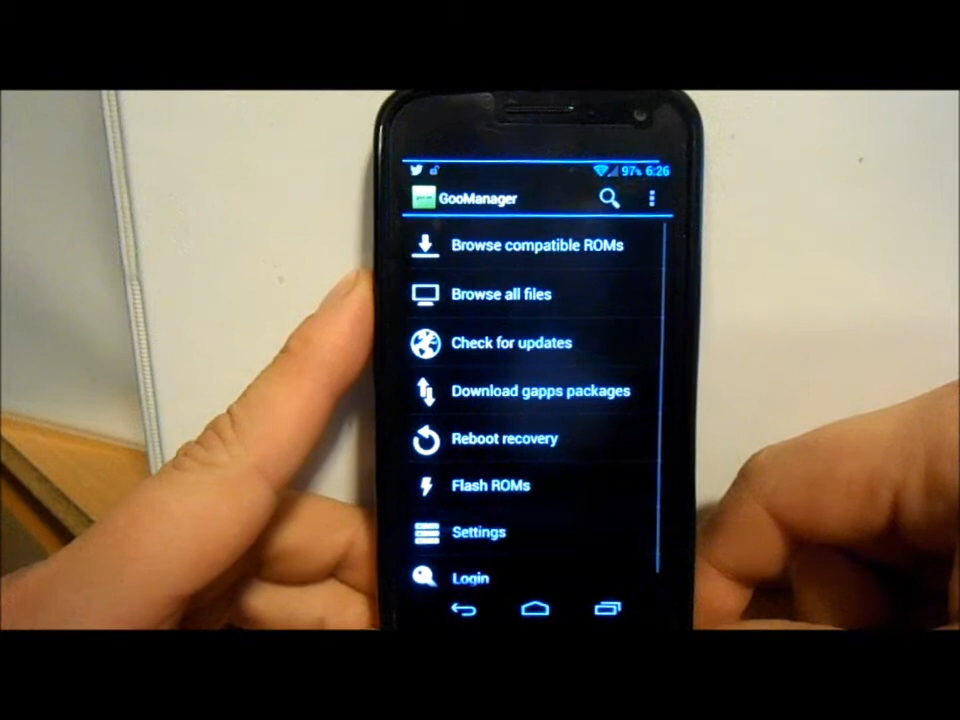 97% 6:26
GooManager
Browse compatible ROMs
Browse all files
Check for updates
Download gapps packages
Reboot recovery
Flash ROMs
Settings
Login